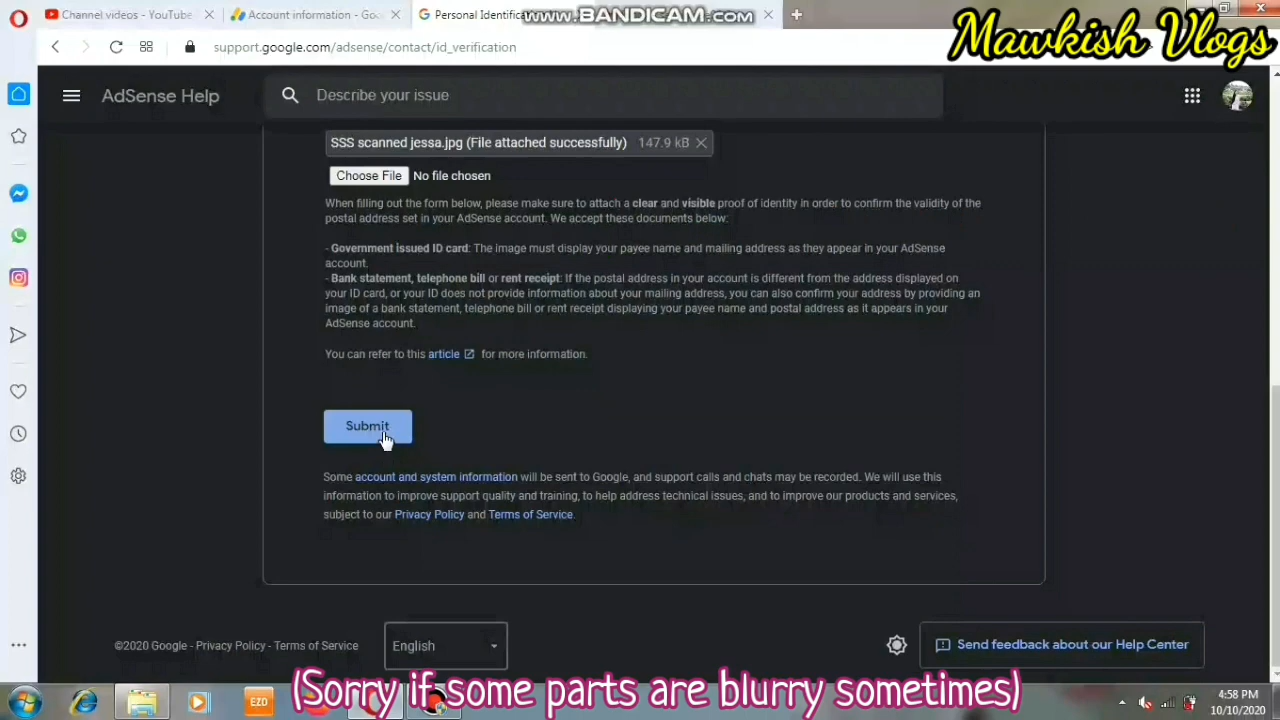 Channel videos - YouTube
Account information - Goo
Personal Identific
www.BANDICAM.com
Mawkish Vlogs
support.google.com/adsense/contact/id_verification
AdSense Help
Describe your issue
SSS scanned jessa.jpg (File attached successfully) 147.9 kB
Choose File No file chosen
When filling out the form below, please make sure to attach a clear and visible proof of identity in order to confirm the validity of the
postal address set in your AdSense account. We accept these documents below:
- Government issued ID card: The image must display your payee name and mailing address as they appear in your AdSense
account.
- Bank statement, telephone bill or rent receipt: If the postal address in your account is different from the address displayed on
your ID card, or your ID does not provide information about your mailing address, you can also confirm your address by providing an
image of a bank statement, telephone bill or rent receipt displaying your payee name and postal address as it appears in your
AdSense account.
You can refer to this article for more information.
Submit
Some account and system information will be sent to Google, and support calls and chats may be recorded. We will use this
information to improve support quality and training, to help address technical issues, and to improve our products and services,
subject to our Privacy Policy and Terms of Service.
©2020 Google - Privacy Policy - Terms of Service
English
Send feedback about our Help Center
(Sorry if some parts are blurry sometimes)
EZD
4:58 PM
10/10/2020